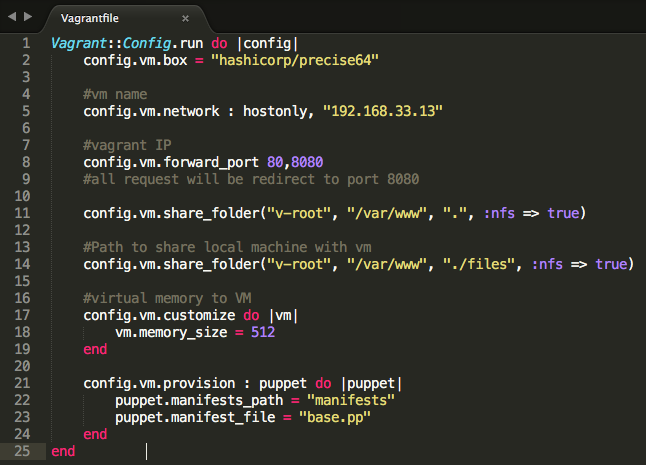 Vagrantfile ×
1 Vagrant::Config.run do |config|
2 config.vm.box = "hashicorp/precise64"
3
4 #vm name
5 config.vm.network : hostonly, "192.168.33.13"
6
7 #vagrant IP
8 config.vm.forward_port 80,8080
9 #all request will be redirect to port 8080
10
11 config.vm.share_folder("v-root", "/var/www", ".", :nfs => true)
12
13 #Path to share local machine with vm
14 config.vm.share_folder("v-root", "/var/www", "./files", :nfs => true)
15
16 #virtual memory to VM
17 config.vm.customize do |vm|
18 vm.memory_size = 512
19 end
20
21 config.vm.provision : puppet do |puppet|
22 puppet.manifests_path = "manifests"
23 puppet.manifest_file = "base.pp"
24 end
25 end